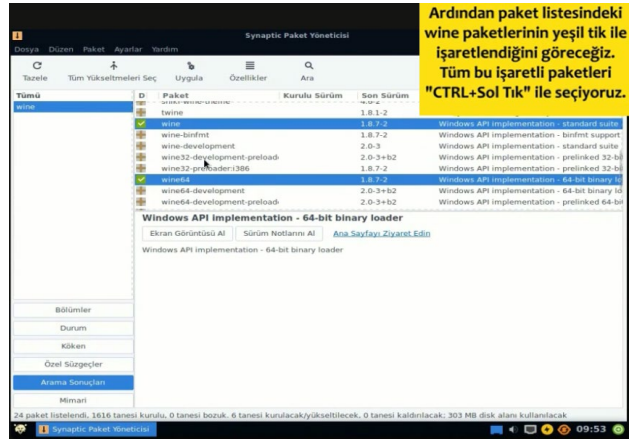 Ardından paket listesindeki
wine paketlerinin yeşil tik ile
işaretlendiğini göreceğiz.
Tüm bu işaretli paketleri
"CTRL+Sol Tık" ile seçiyoruz.
Synaptic Paket Yöneticisi
Dosya Düzen Paket Ayarlar Yardım
Tazele Tüm Yükseltmeleri Seç Uygula Özellikler Ara
Tümü
wine
D Paket Kurulu Sürüm Son Sürüm
twine 1.8.1-2
wine 1.8.7-2 Windows API implementation - standard suite
wine-binfmt 1.8.7-2 Windows API implementation - binfmt support
wine-development 2.0-3 Windows API implementation - standard suite
wine32-development-preload 2.0-3+b2 Windows API implementation - prelinked 32-bi
wine32-preloader:i386 1.8.7-2 Windows API implementation - prelinked 32-bi
wine64 1.8.7-2 Windows API implementation - 64-bit binary lo
wine64-development 2.0-3+b2 Windows API implementation - 64-bit binary lo
wine64-development-preload 2.0-3+b2 Windows API implementation - prelinked 64-bi
Windows API implementation - 64-bit binary loader
Ekran Görüntüsü Al Sürüm Notlarını Al Ana Sayfayı Ziyaret Edin
Windows API implementation - 64-bit binary loader
Bölümler
Durum
Köken
Özel Süzgeçler
Arama Sonuçları
Mimari
24 paket listelendi, 1616 tanesi kurulu, 0 tanesi bozuk. 6 tanesi kurulacak/yükseltilecek, 0 tanesi kaldırılacak; 303 MB disk alanı kullanılacak
Synaptic Paket Yöneticisi 09:53